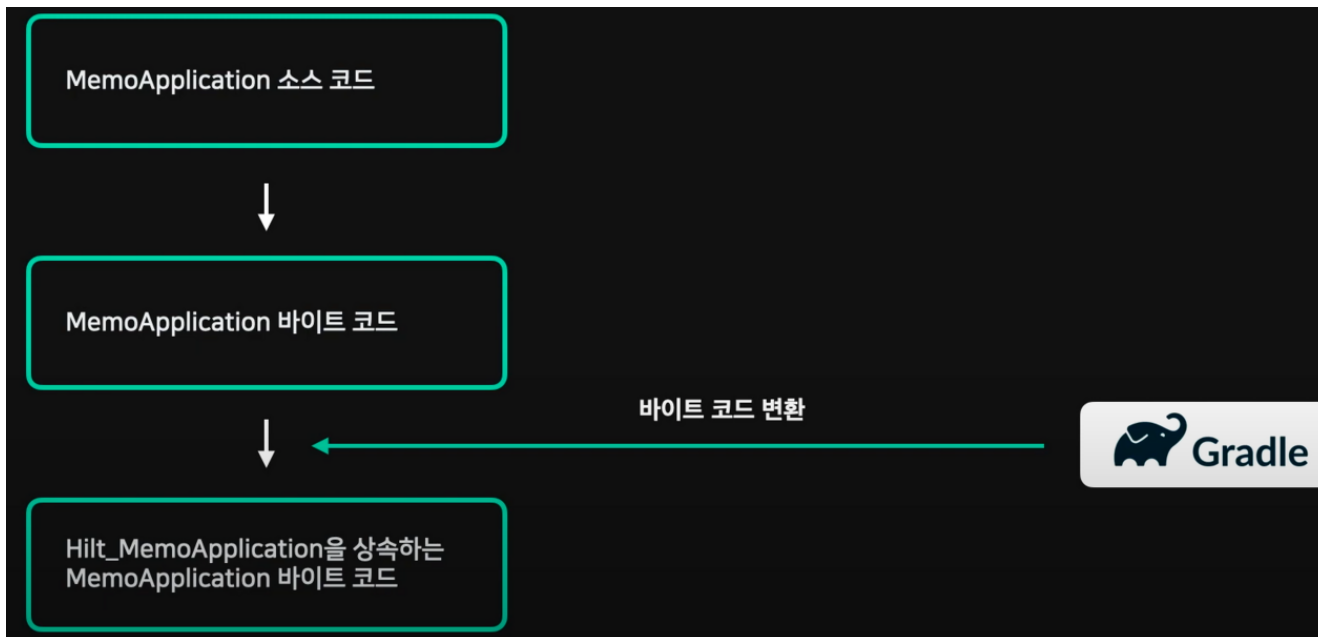 MemoApplication 소스 코드
MemoApplication 바이트 코드
바이트 코드 변환
Gradle
Hilt_MemoApplication을 상속하는
MemoApplication 바이트 코드